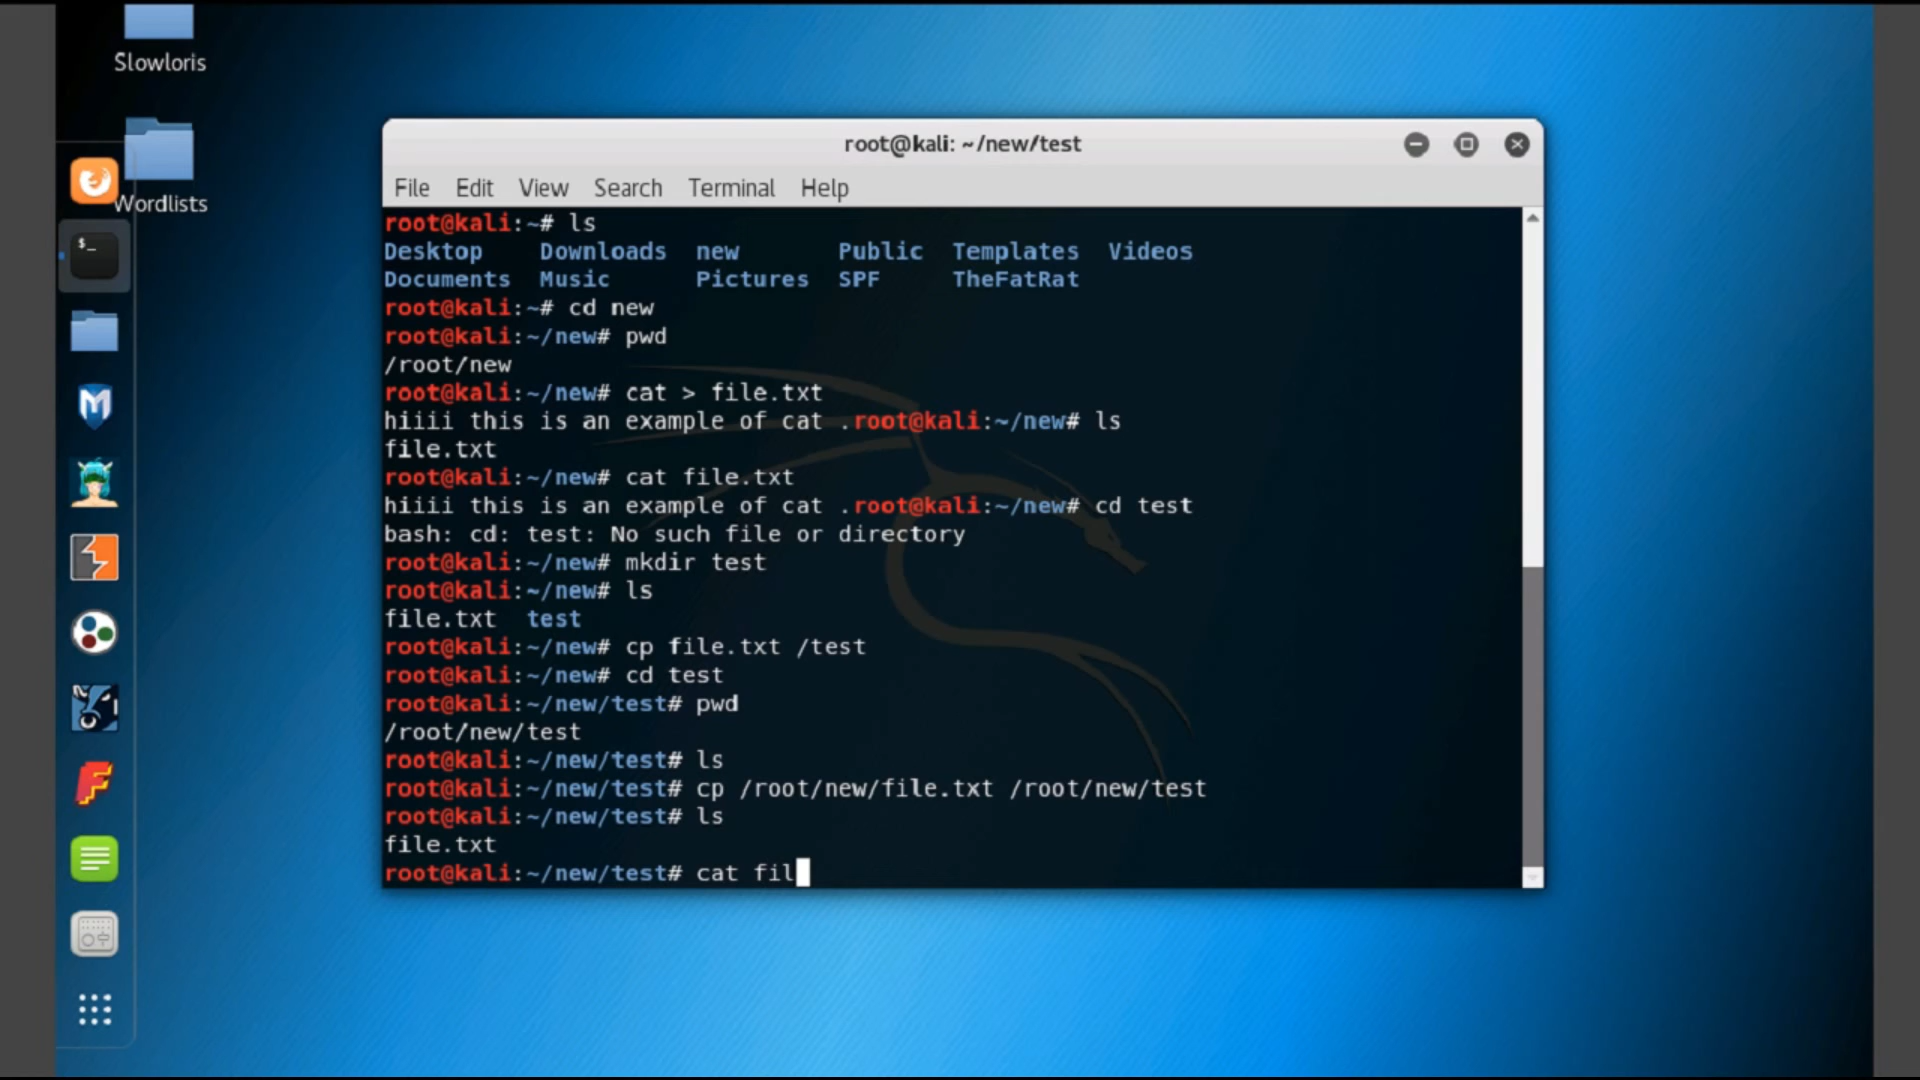 Slowloris
Wordlists
root@kali: ~/new/test
File Edit View Search Terminal Help
root@kali:~# ls
Desktop Downloads new Public Templates Videos
Documents Music Pictures SPF TheFatRat
root@kali:~# cd new
root@kali:~/new# pwd
/root/new
root@kali:~/new# cat > file.txt
hiiii this is an example of cat .root@kali:~/new# ls
file.txt
root@kali:~/new# cat file.txt
hiiii this is an example of cat .root@kali:~/new# cd test
bash: cd: test: No such file or directory
root@kali:~/new# mkdir test
root@kali:~/new# ls
file.txt test
root@kali:~/new# cp file.txt /test
root@kali:~/new# cd test
root@kali:~/new/test# pwd
/root/new/test
root@kali:~/new/test# ls
root@kali:~/new/test# cp /root/new/file.txt /root/new/test
root@kali:~/new/test# ls
file.txt
root@kali:~/new/test# cat fil